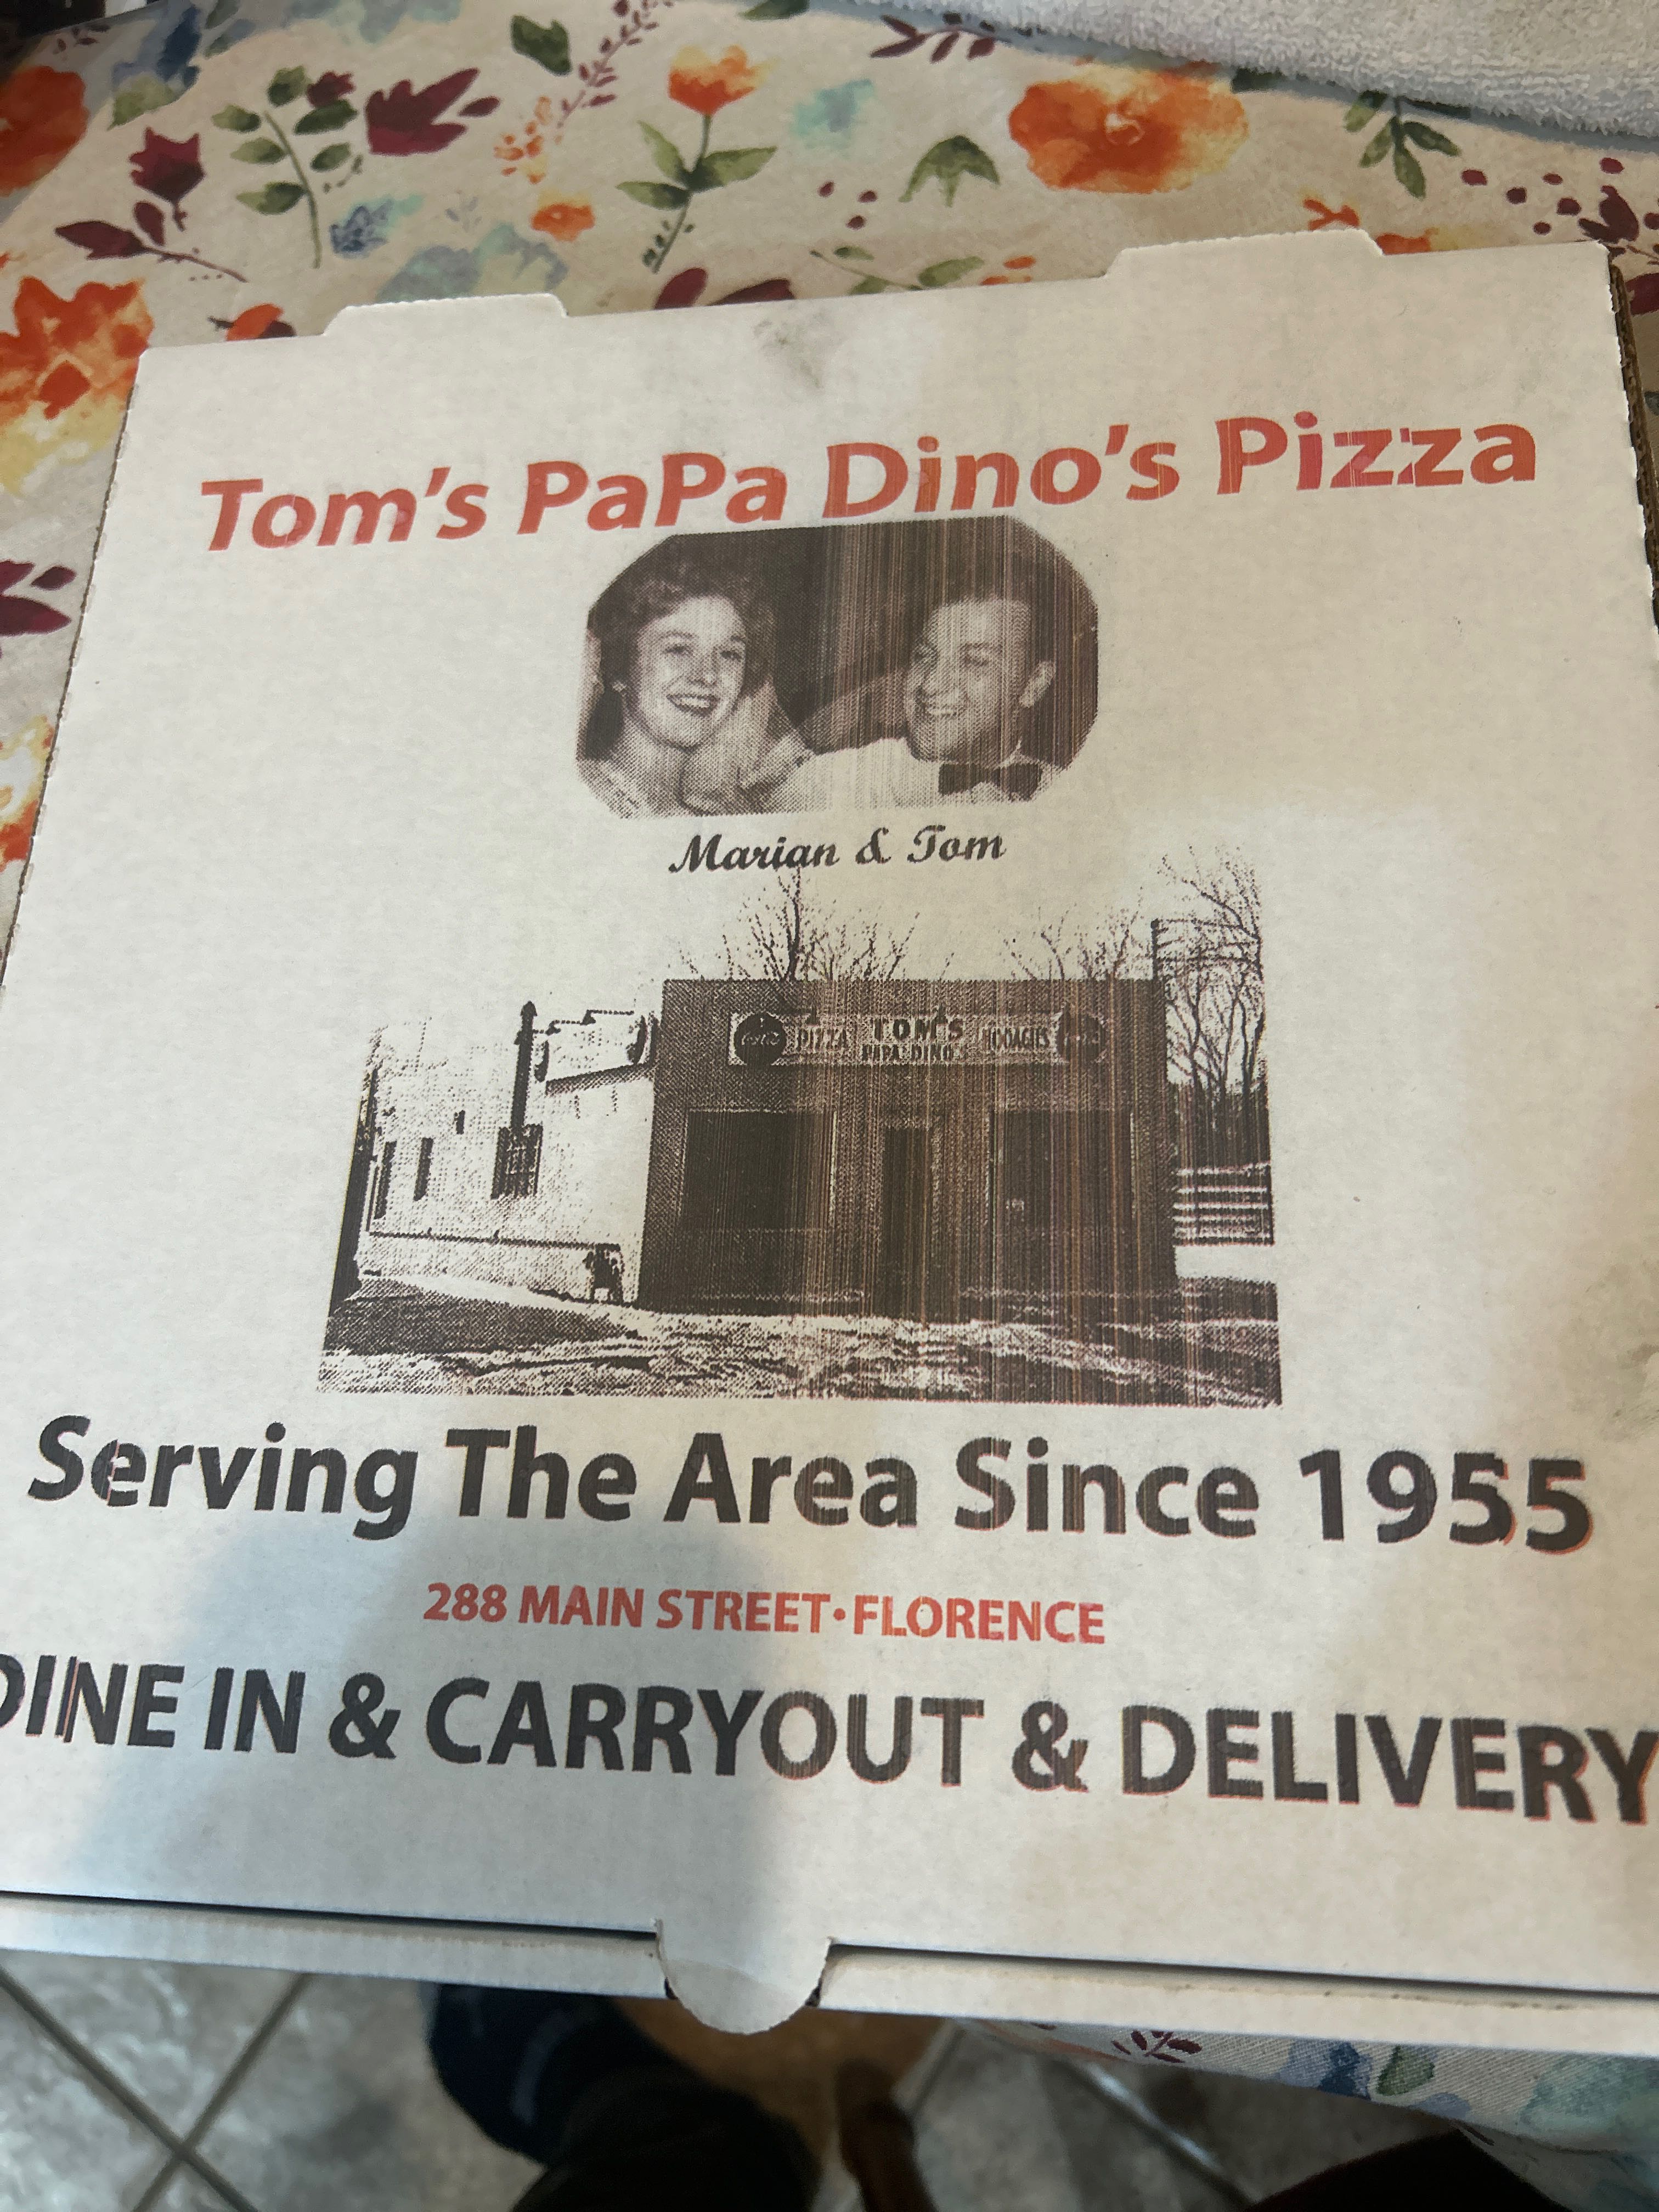 Tom's PaPa Dino's Pizza
Marian & Tom
PIZZA TOM'S HOAGIES
PAPA DINO'S
Serving The Area Since 1955
288 MAIN STREET•FLORENCE
DINE IN & CARRYOUT & DELIVERY